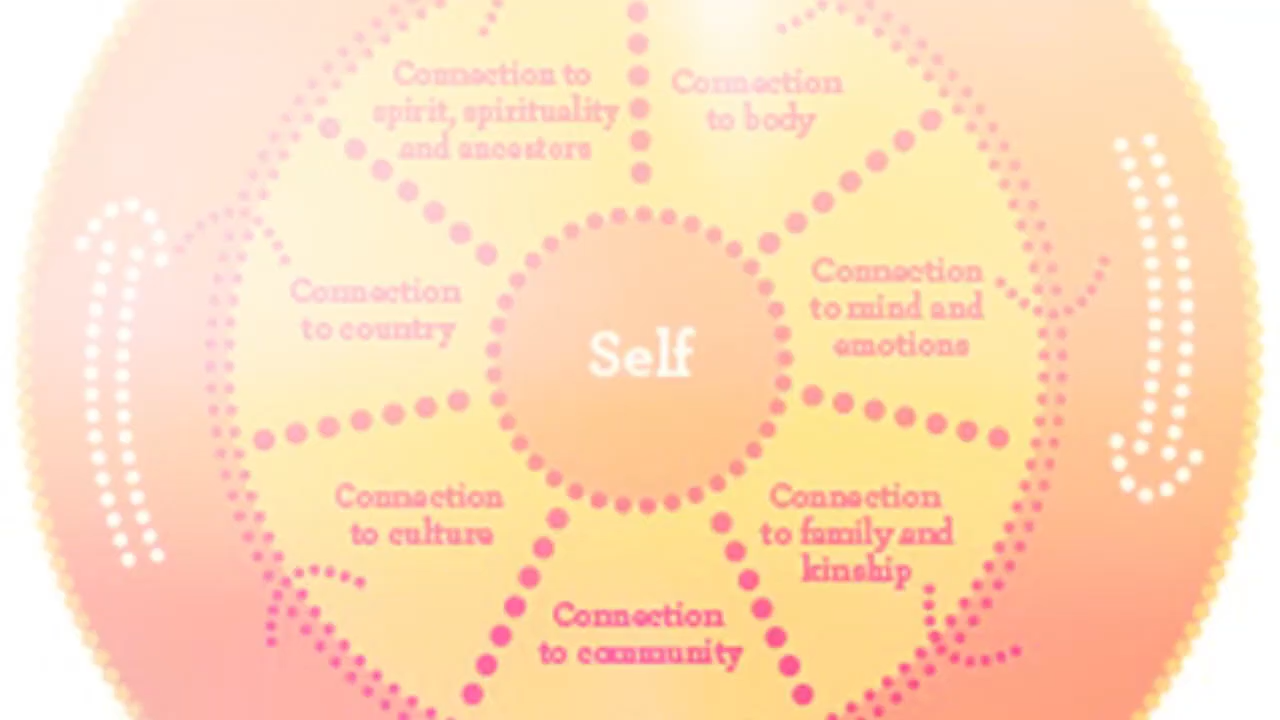 Connection to
spirit, spirituality
and ancestors
Connection
to body
Connection
to mind and
emotions
Connection
to country
Self
Connection
to culture
Connection
to family and
kinship
Connection
to community